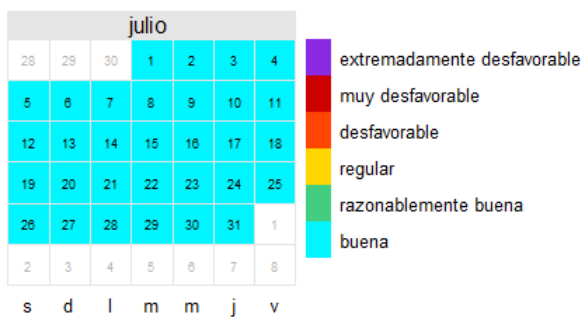 julio
28 29 30 1 2 3 4
5 6 7 8 9 10 11
12 13 14 15 16 17 18
19 20 21 22 23 24 25
26 27 28 29 30 31 1
2 3 4 5 6 7 8
s d l m m j v
extremadamente desfavorable
muy desfavorable
desfavorable
regular
razonablemente buena
buena